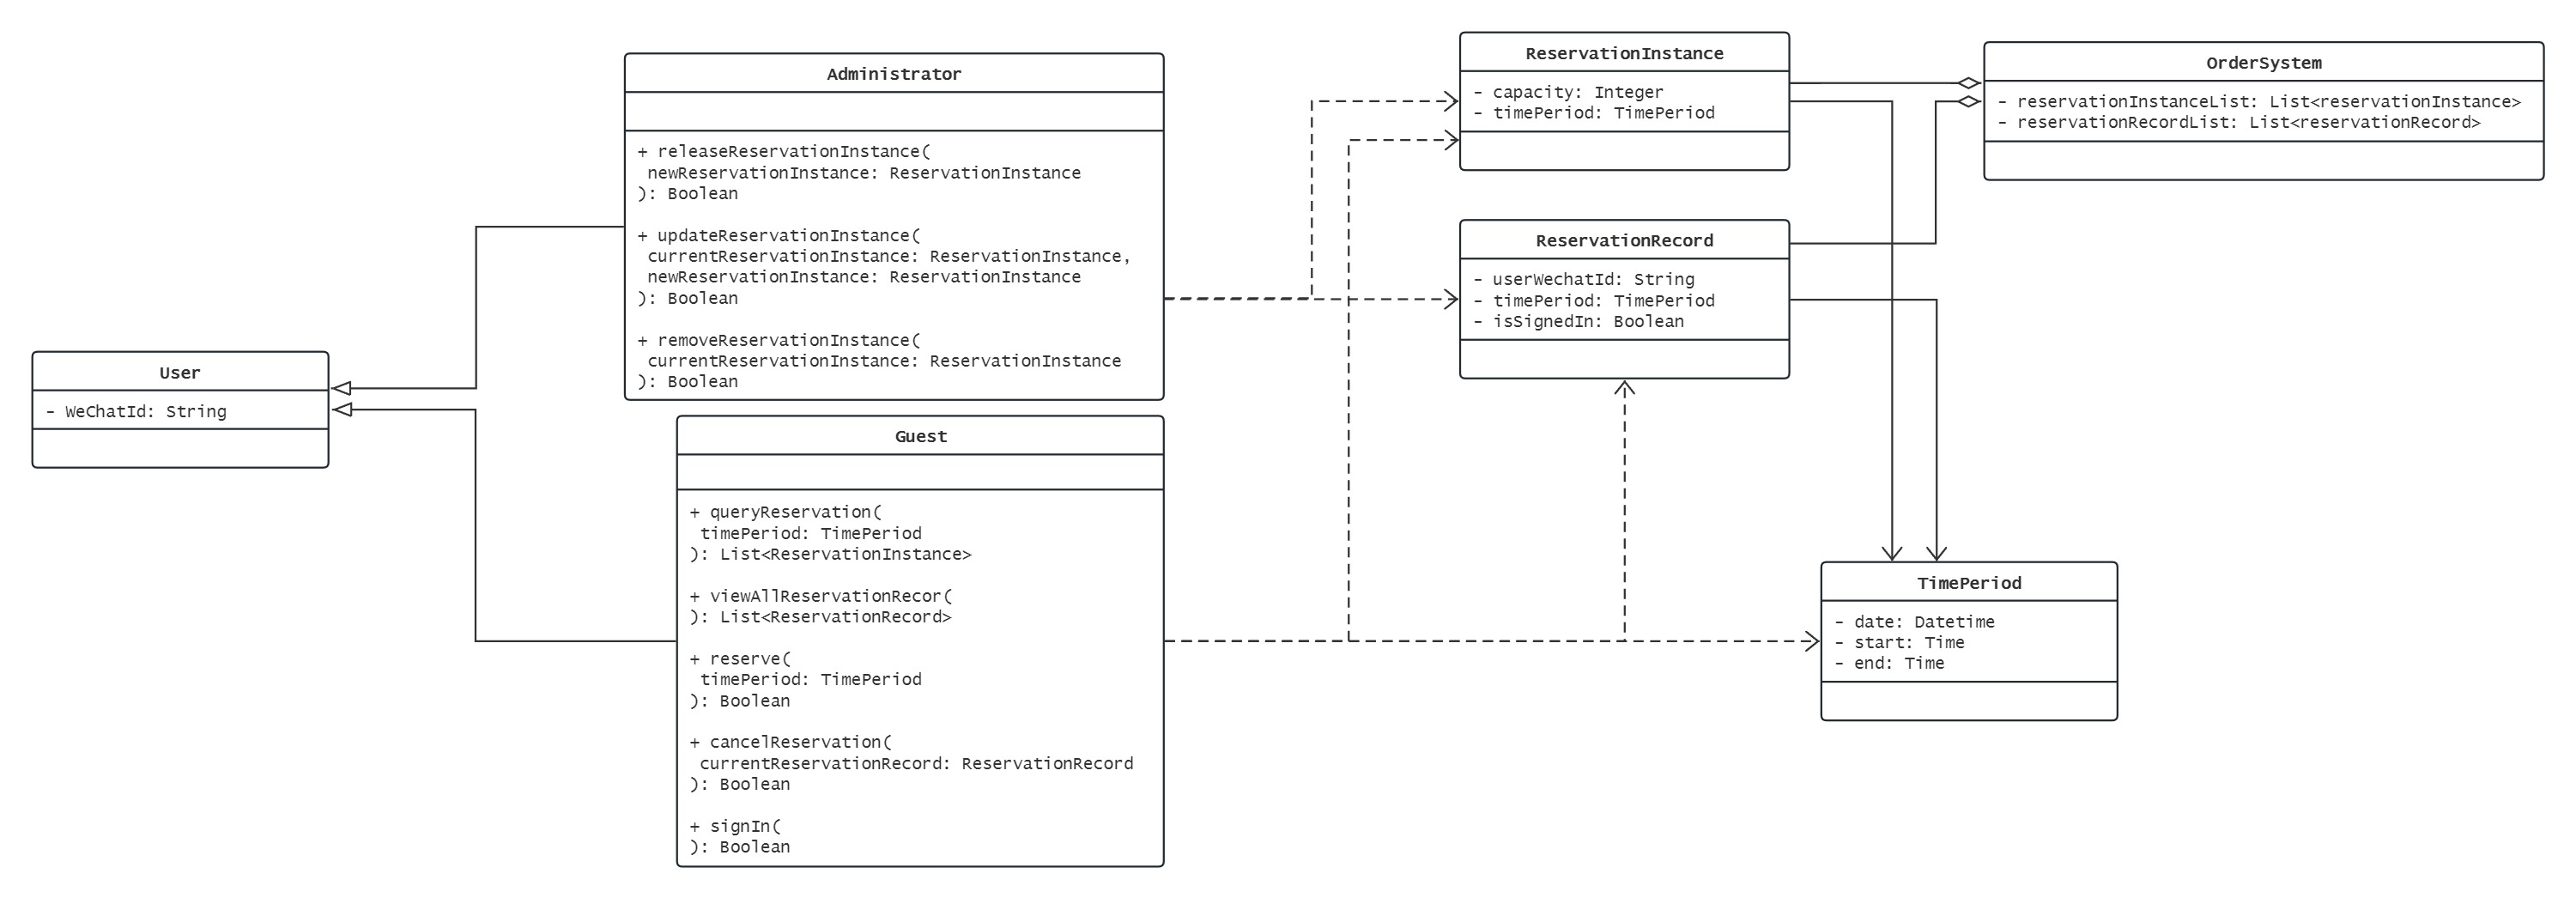 Administrator
+ releaseReservationInstance(
newReservationInstance: ReservationInstance
): Boolean
+ updateReservationInstance(
currentReservationInstance: ReservationInstance,
newReservationInstance: ReservationInstance
): Boolean
+ removeReservationInstance(
currentReservationInstance: ReservationInstance
): Boolean
ReservationInstance
- capacity: Integer
- timePeriod: TimePeriod
OrderSystem
- reservationInstanceList: List<reservationInstance>
- reservationRecordList: List<reservationRecord>
ReservationRecord
- userWechatId: String
- timePeriod: TimePeriod
- isSignedIn: Boolean
User
- WeChatId: String
Guest
+ queryReservation(
timePeriod: TimePeriod
): List<ReservationInstance>
+ viewAllReservationRecor(
): List<ReservationRecord>
+ reserve(
timePeriod: TimePeriod
): Boolean
+ cancelReservation(
currentReservationRecord: ReservationRecord
): Boolean
+ signIn(
): Boolean
TimePeriod
- date: Datetime
- start: Time
- end: Time